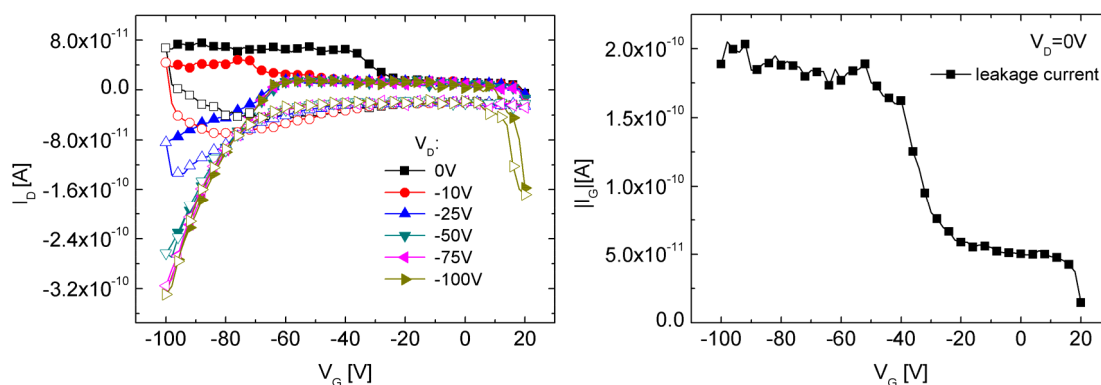 8.0x10⁻¹¹
0.0
-8.0x10⁻¹¹
-1.6x10⁻¹⁰
-2.4x10⁻¹⁰
-3.2x10⁻¹⁰
I_D [A]
V_D:
0V
-10V
-25V
-50V
-75V
-100V
-100 -80 -60 -40 -20 0 20
V_G [V]
2.0x10⁻¹⁰
1.5x10⁻¹⁰
1.0x10⁻¹⁰
5.0x10⁻¹¹
0.0
||I_G|[A]
V_D=0V
leakage current
-100 -80 -60 -40 -20 0 20
V_G [V]